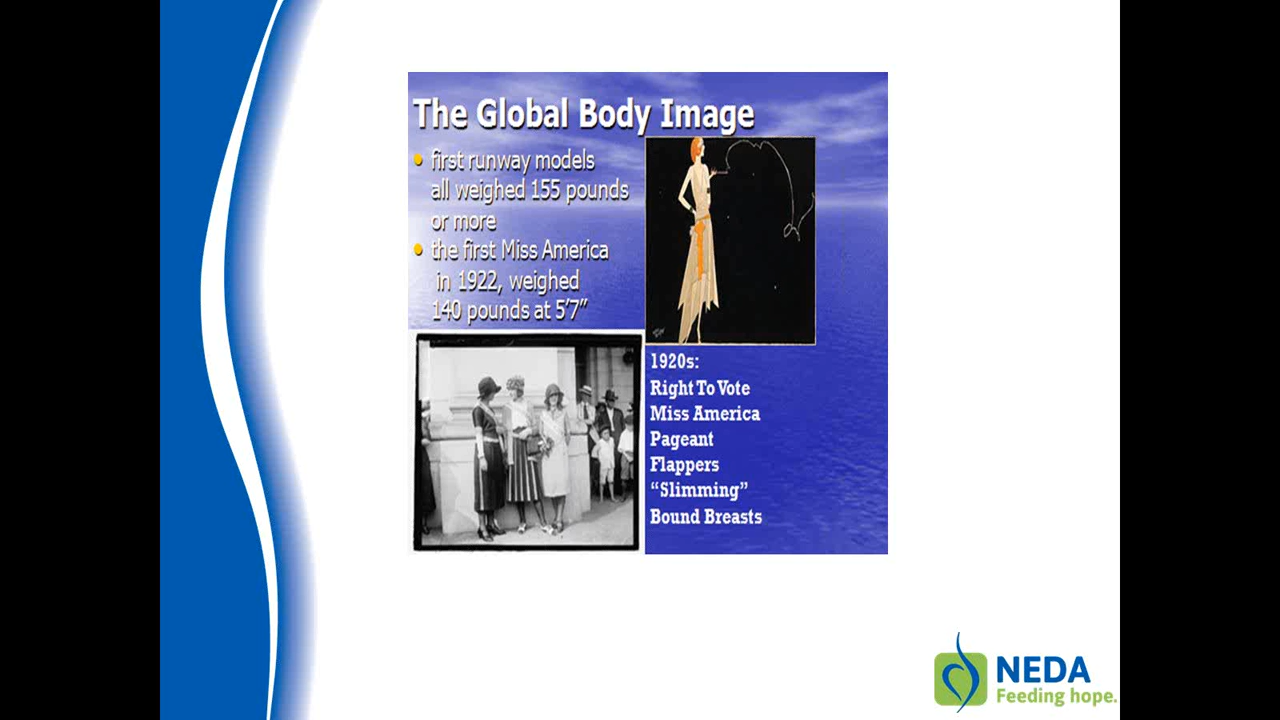 The Global Body Image
• first runway models
all weighed 155 pounds
or more
• the first Miss America
in 1922, weighed
140 pounds at 5'7”
1920s:
Right To Vote
Miss America
Pageant
Flappers
“Slimming”
Bound Breasts
NEDA
Feeding hope.